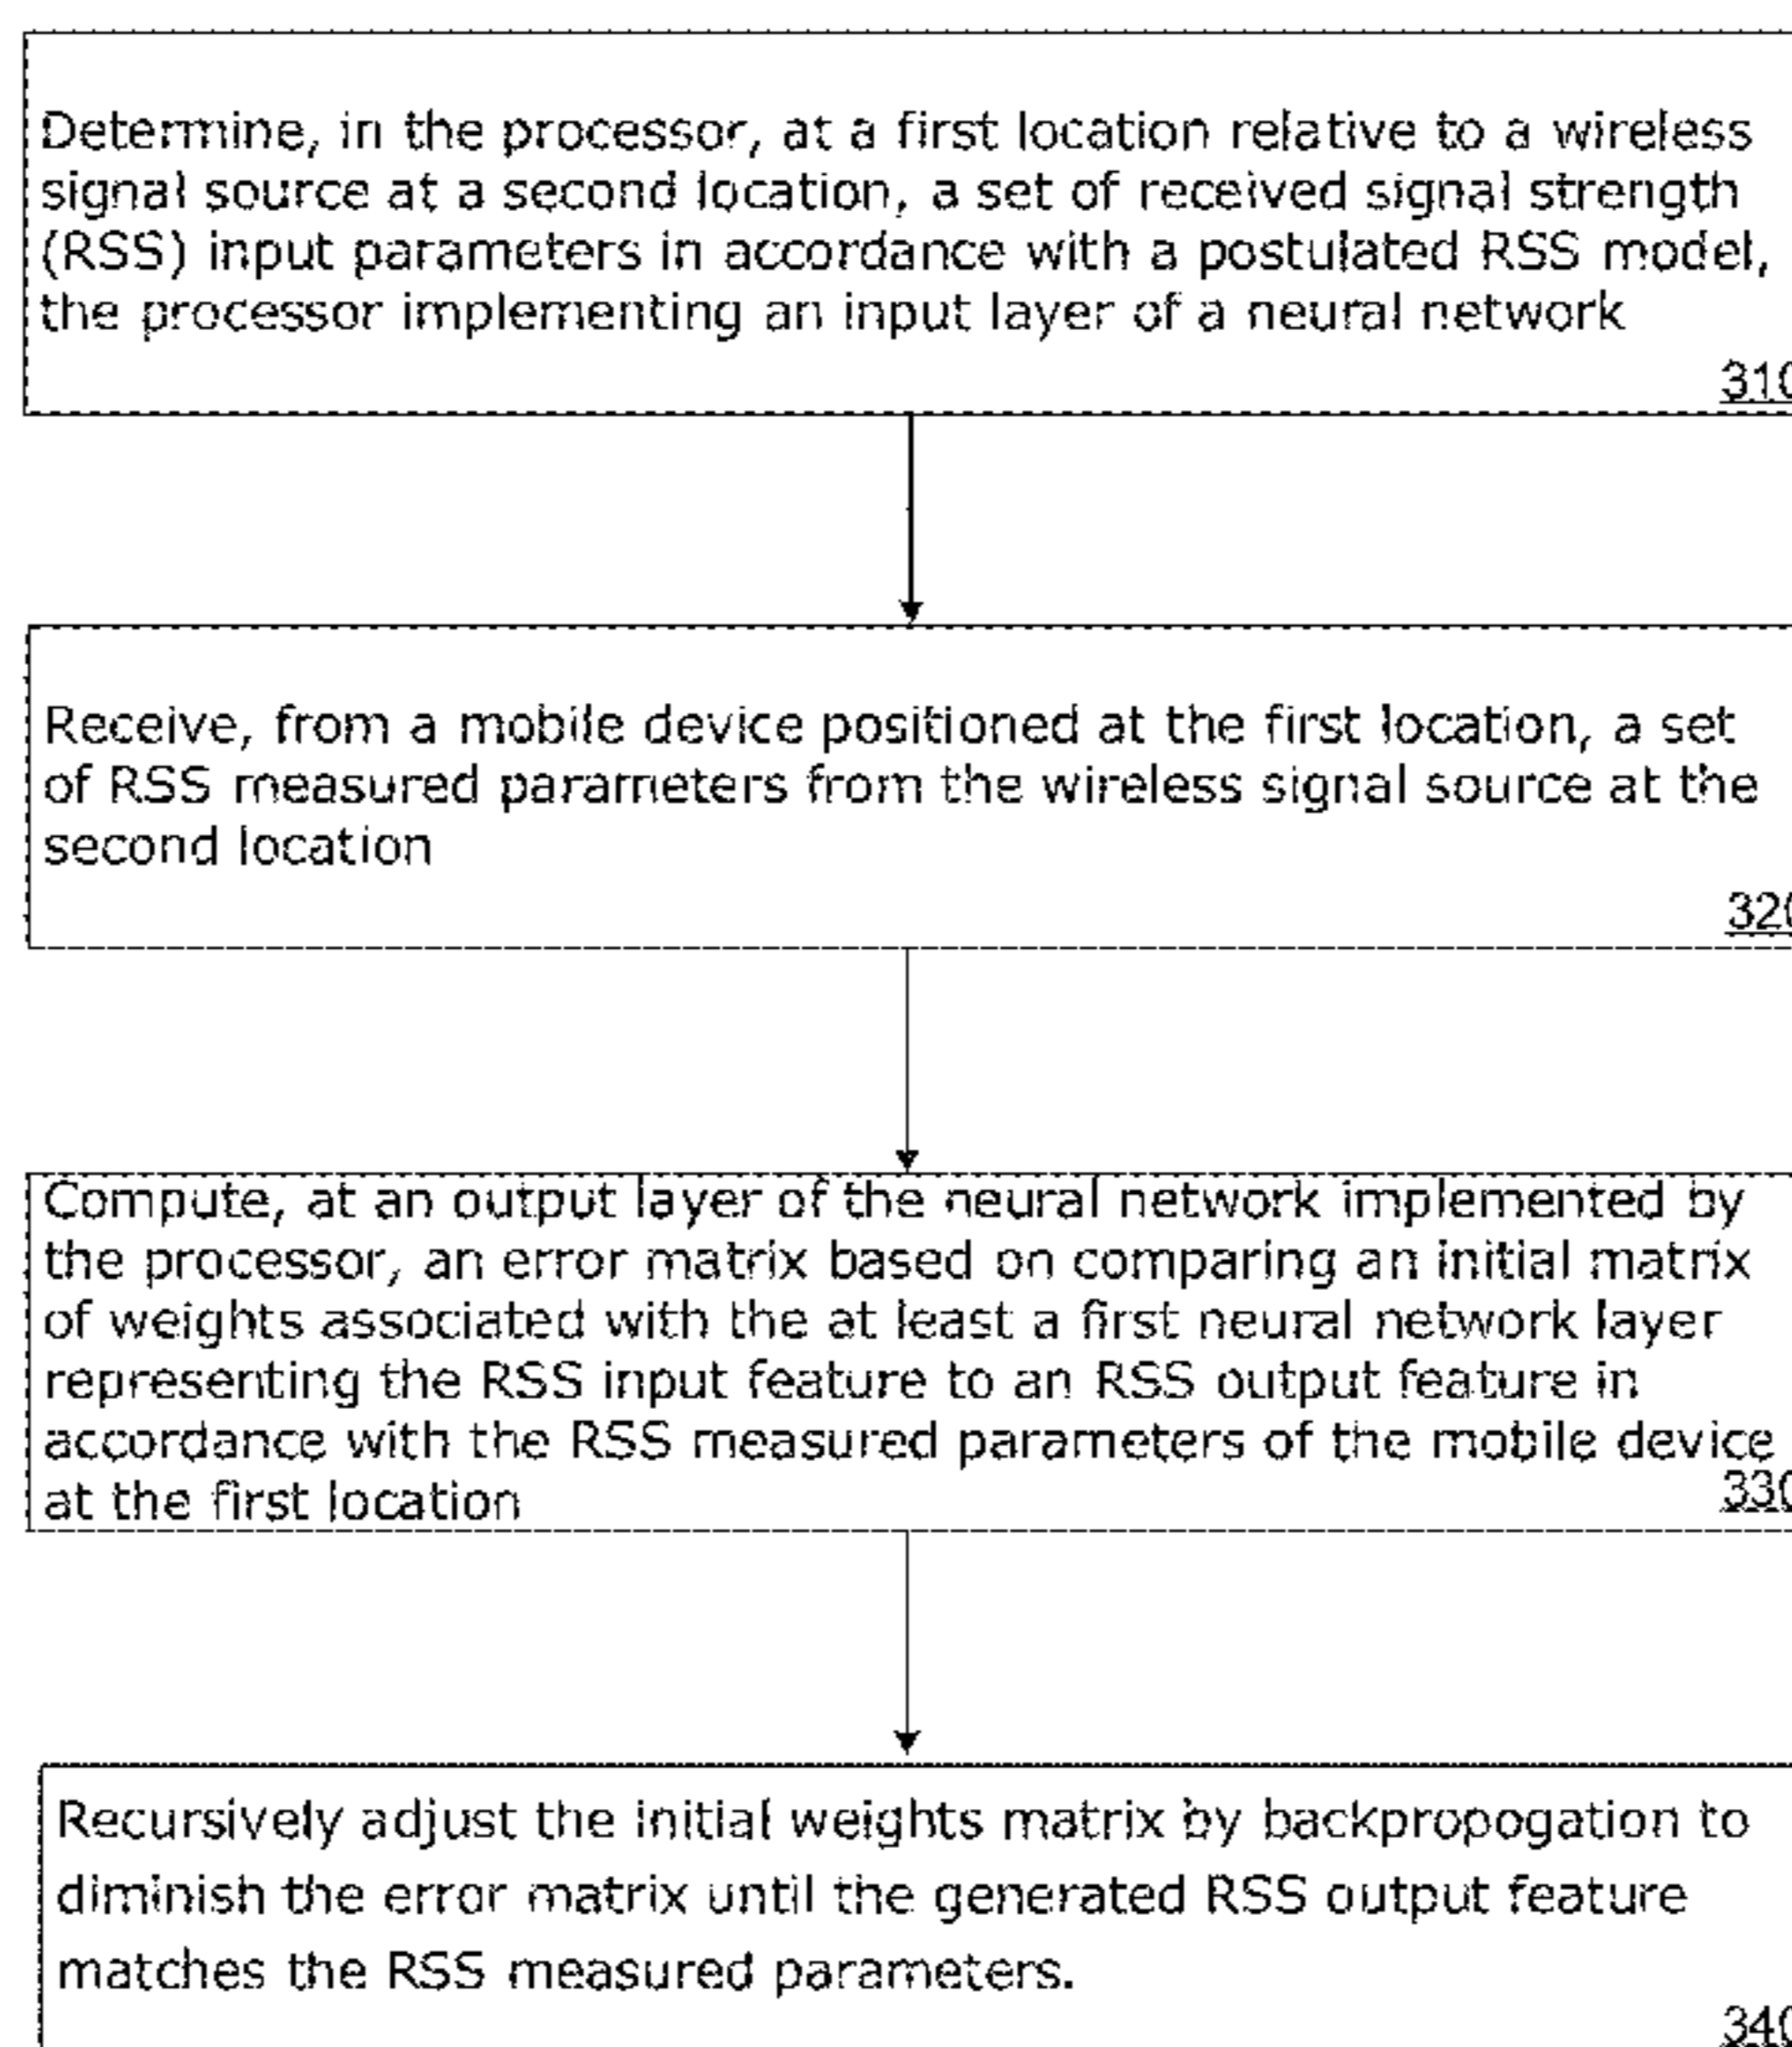 Determine, in the processor, at a first location relative to a wireless
signal source at a second location, a set of received signal strength
(RSS) input parameters in accordance with a postulated RSS model,
the processor implementing an input layer of a neural network
310
Receive, from a mobile device positioned at the first location, a set
of RSS measured parameters from the wireless signal source at the
second location
320
Compute, at an output layer of the neural network implemented by
the processor, an error matrix based on comparing an initial matrix
of weights associated with the at least a first neural network layer
representing the RSS input feature to an RSS output feature in
accordance with the RSS measured parameters of the mobile device
at the first location
330
Recursively adjust the initial weights matrix by backpropogation to
diminish the error matrix until the generated RSS output feature
matches the RSS measured parameters.
340